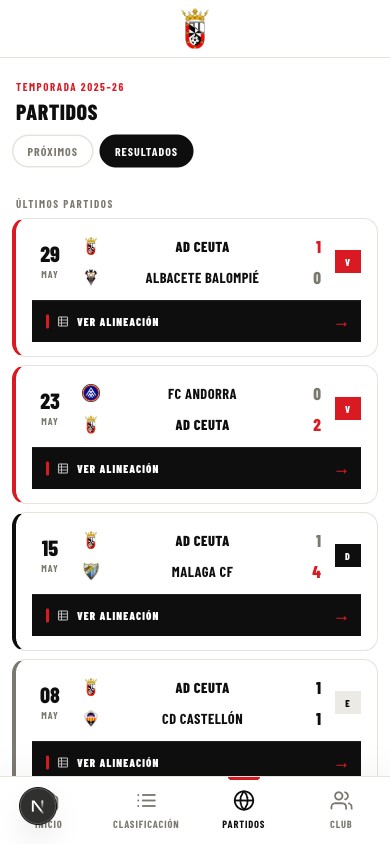 TEMPORADA 2025-26
PARTIDOS
PRÓXIMOS
RESULTADOS
ÚLTIMOS PARTIDOS
29
MAY
AD CEUTA 1
ALBACETE BALOMPIÉ 0
V
VER ALINEACIÓN →
23
MAY
FC ANDORRA 0
AD CEUTA 2
V
VER ALINEACIÓN →
15
MAY
AD CEUTA 1
MALAGA CF 4
D
VER ALINEACIÓN →
08
MAY
AD CEUTA 1
CD CASTELLÓN 1
E
VER ALINEACIÓN →
N
INICIO
CLASIFICACIÓN
PARTIDOS
CLUB